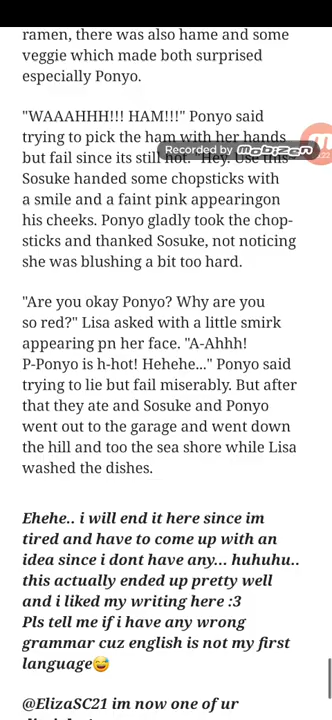 ramen, there was also hame and some
veggie which made both surprised
especially Ponyo.
"WAAAHHH!!! HAM!!!" Ponyo said
trying to pick the ham with her hands
Recorded by mobizen
but fail since its still hot. "Hey. Use this"
Sosuke handed some chopsticks with
a smile and a faint pink appearingon
his cheeks. Ponyo gladly took the chop-
sticks and thanked Sosuke, not noticing
she was blushing a bit too hard.
"Are you okay Ponyo? Why are you
so red?" Lisa asked with a little smirk
appearing pn her face. "A-Ahhh!
P-Ponyo is h-hot! Hehehe..." Ponyo said
trying to lie but fail miserably. But after
that they ate and Sosuke and Ponyo
went out to the garage and went down
the hill and too the sea shore while Lisa
washed the dishes.
Ehehe.. i will end it here since im
tired and have to come up with an
idea since i dont have any... huhuhu..
this actually ended up pretty well
and i liked my writing here :3
Pls tell me if i have any wrong
grammar cuz english is not my first
language😅
@ElizaSC21 im now one of ur